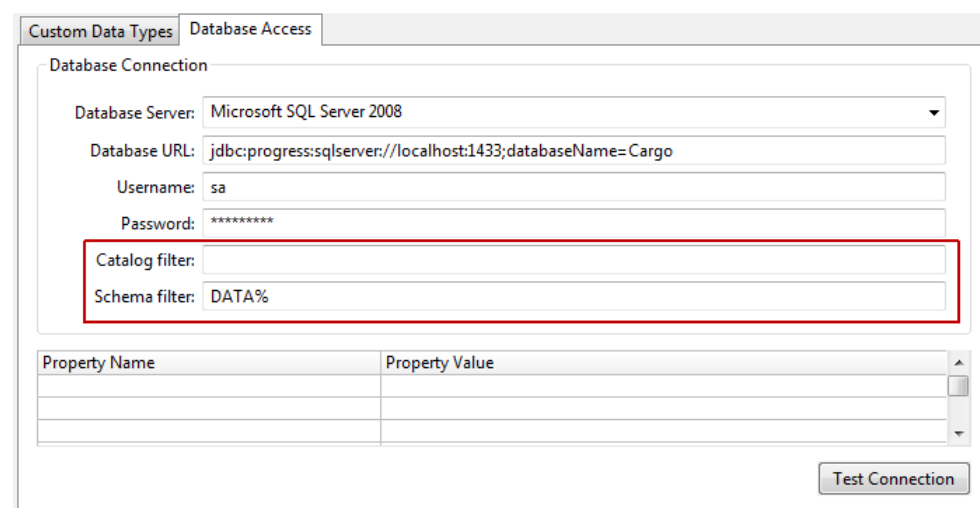 Custom Data Types Database Access
Database Connection
Database Server: Microsoft SQL Server 2008
Database URL: jdbc:progress:sqlserver://localhost:1433;databaseName=Cargo
Username: sa
Password: *********
Catalog filter:
Schema filter: DATA%
Property Name Property Value
Test Connection